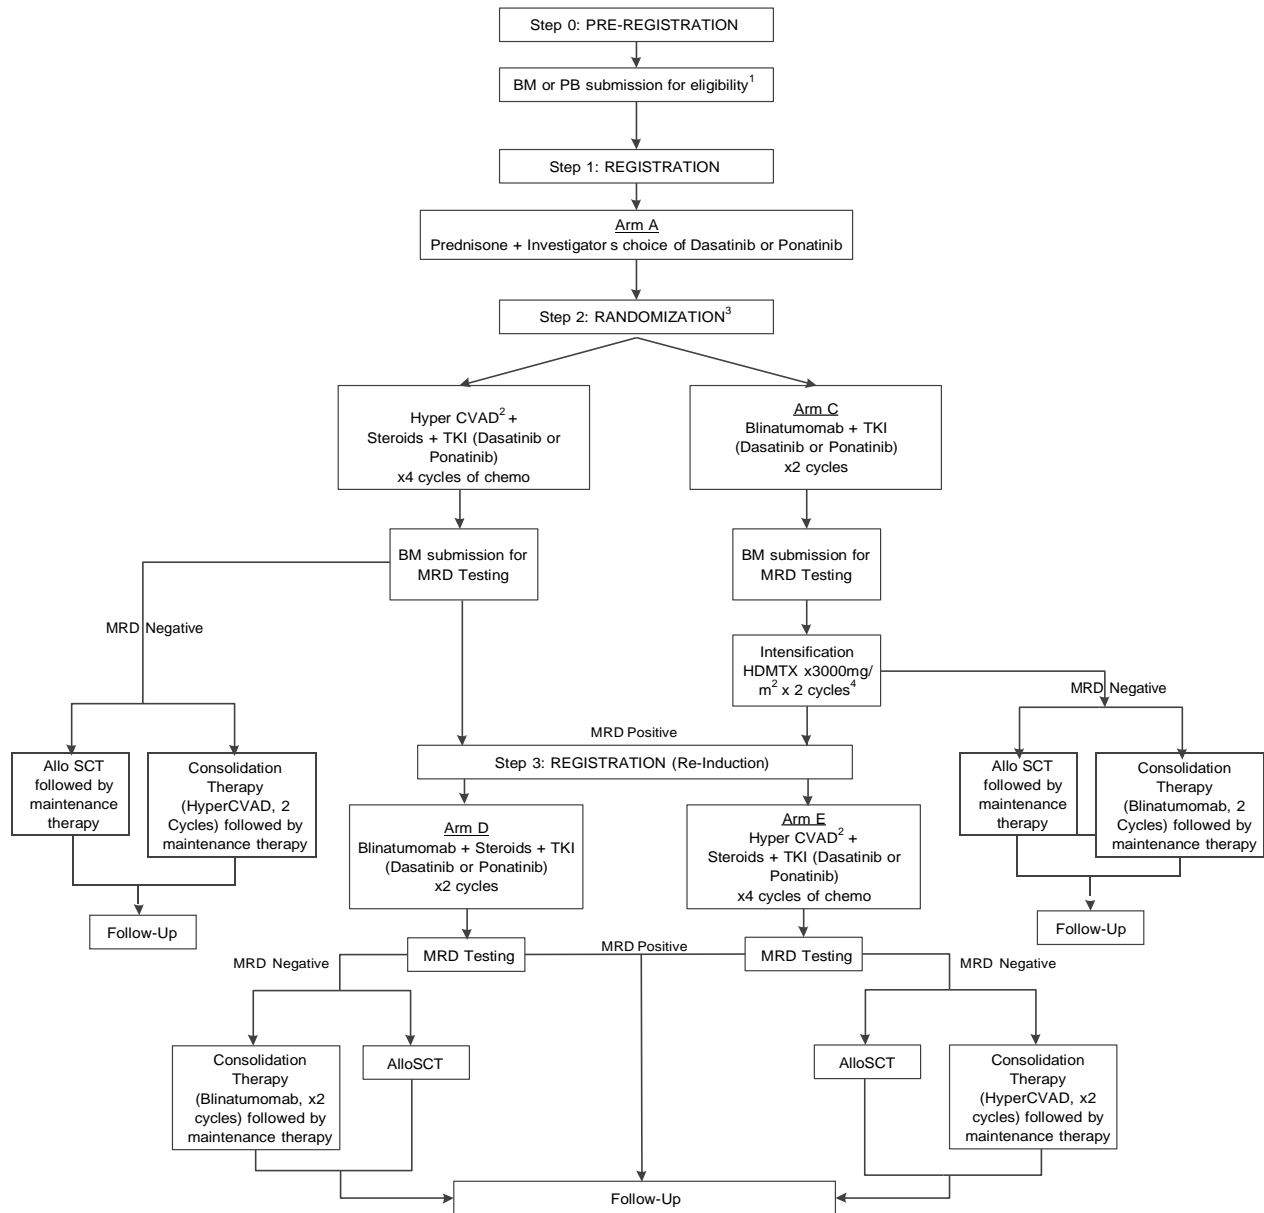 Step 0: PRE-REGISTRATION
BM or PB submission for eligibility¹
Step 1: REGISTRATION
Arm A
Prednisone + Investigator s choice of Dasatinib or Ponatinib
Step 2: RANDOMIZATION³
Hyper CVAD² +
Steroids + TKI (Dasatinib or
Ponatinib)
x4 cycles of chemo
Arm C
Blinatumomab + TKI
(Dasatinib or Ponatinib)
x2 cycles
BM submission for
MRD Testing
BM submission for
MRD Testing
MRD Negative
Intensification
HDMTX x3000mg/
m² x 2 cycles⁴
MRD Negative
MRD Positive
Step 3: REGISTRATION (Re-Induction)
Allo SCT
followed by
maintenance
therapy
Consolidation
Therapy
(HyperCVAD, 2
Cycles) followed by
maintenance therapy
Arm D
Blinatumomab + Steroids + TKI
(Dasatinib or Ponatinib)
x2 cycles
Arm E
Hyper CVAD² +
Steroids + TKI (Dasatinib or
Ponatinib)
x4 cycles of chemo
Allo SCT
followed by
maintenance
therapy
Consolidation
Therapy
(Blinatumomab, 2
Cycles) followed by
maintenance therapy
Follow-Up
Follow-Up
MRD Testing
MRD Positive
MRD Testing
MRD Negative
MRD Negative
Consolidation
Therapy
(Blinatumomab, x2
cycles) followed by
maintenance therapy
AlloSCT
AlloSCT
Consolidation
Therapy
(HyperCVAD, x2
cycles) followed by
maintenance therapy
Follow-Up